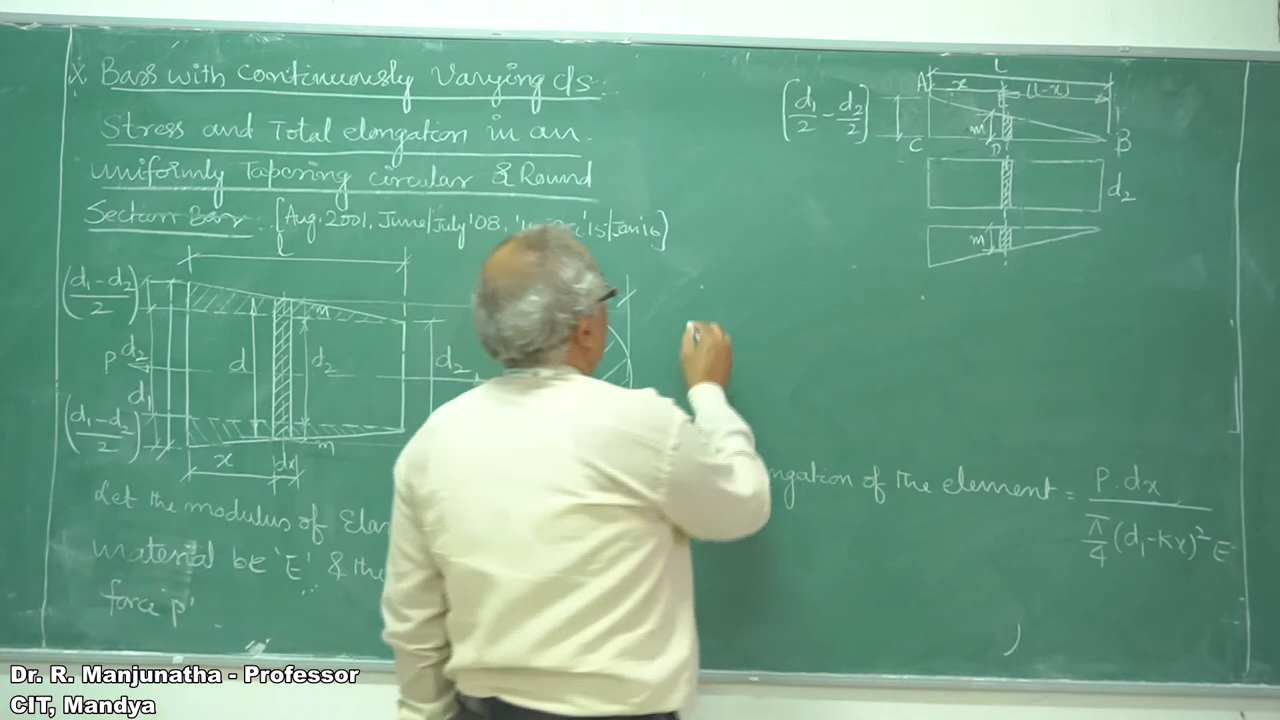 X. Bars with Continuously Varying c/s.
Stress and Total elongation in an
uniformly Tapering circular & Round
Section Bar. [Aug. 2001, June/July '08, '15/Jan'16]
l
(d₁-d₂)/2
P
d₂
d₁
(d₁-d₂)/2
d
d₂
m
m
d₂
x
dx
Let the modulus of
material be 'E' & the
force P'
[d₁/2 - d₂/2]
L
A
x
(l-x)
m
C
D
B
d₂
m
ngation of the element = P.dx / π/4 (d₁-Kx)² E
Dr. R. Manjunatha - Professor
CIT, Mandya